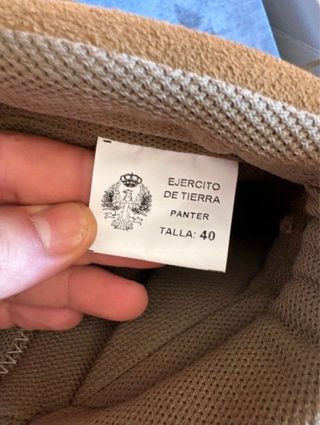 EJERCITO
DE TIERRA
PANTER
TALLA: 40